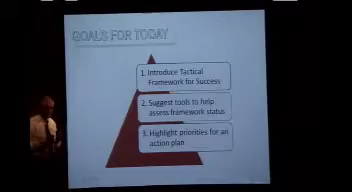 GOALS FOR TODAY
1. Introduce Tactical
Framework for Success
2. Suggest tools to help
assess framework status
3. Highlight priorities for an
action plan